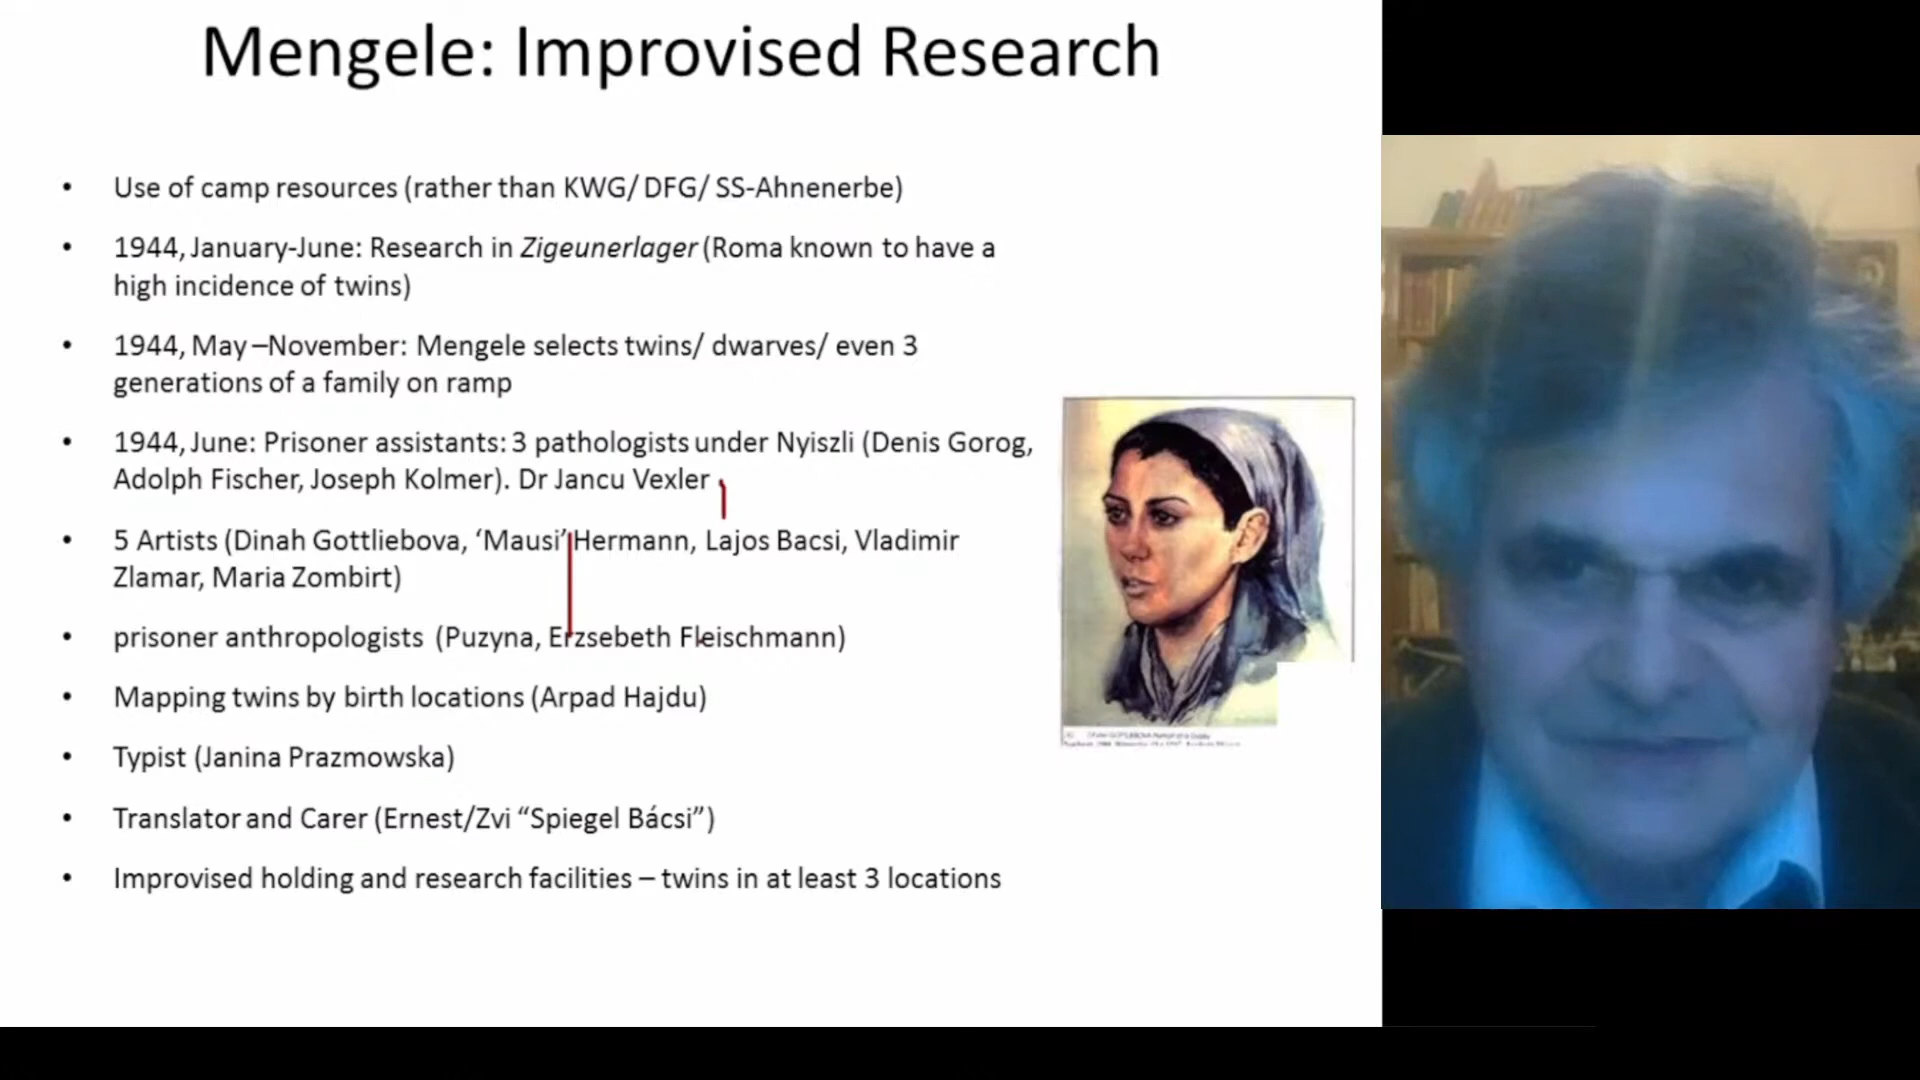 Mengele: Improvised Research
• Use of camp resources (rather than KWG/ DFG/ SS-Ahnenerbe)
• 1944, January-June: Research in Zigeunerlager (Roma known to have a
high incidence of twins)
• 1944, May –November: Mengele selects twins/ dwarves/ even 3
generations of a family on ramp
• 1944, June: Prisoner assistants: 3 pathologists under Nyiszli (Denis Gorog,
Adolph Fischer, Joseph Kolmer). Dr Jancu Vexler
• 5 Artists (Dinah Gottliebova, ‘Mausi’ Hermann, Lajos Bacsi, Vladimir
Zlamar, Maria Zombirt)
• prisoner anthropologists (Puzyna, Erzsebeth Fleischmann)
• Mapping twins by birth locations (Arpad Hajdu)
• Typist (Janina Prazmowska)
• Translator and Carer (Ernest/Zvi “Spiegel Bácsi”)
• Improvised holding and research facilities – twins in at least 3 locations